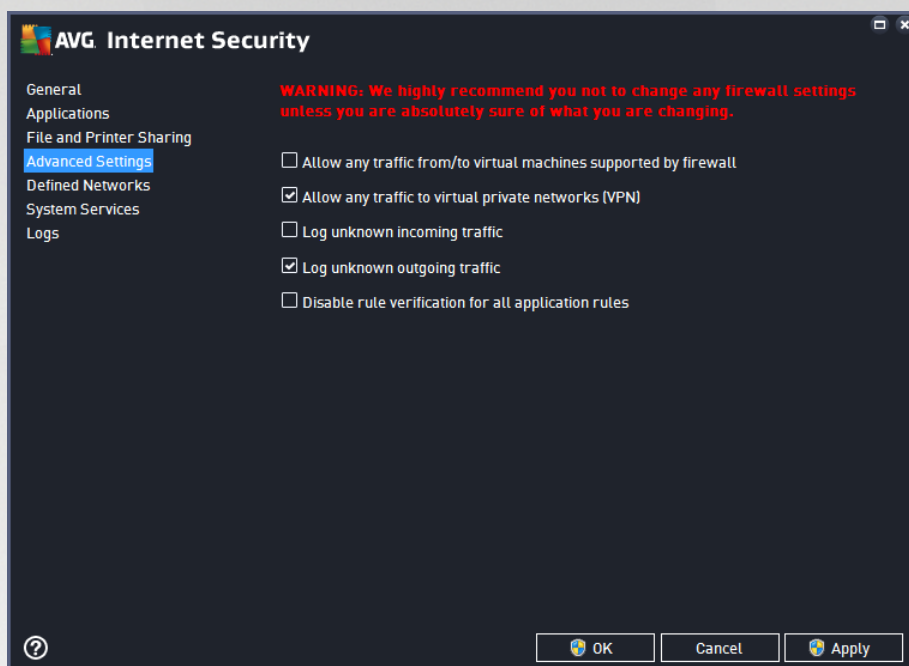 AVG Internet Security
General
Applications
File and Printer Sharing
Advanced Settings
Defined Networks
System Services
Logs
WARNING: We highly recommend you not to change any firewall settings
unless you are absolutely sure of what you are changing.
Allow any traffic from/to virtual machines supported by firewall
Allow any traffic to virtual private networks (VPN)
Log unknown incoming traffic
Log unknown outgoing traffic
Disable rule verification for all application rules
?
OK
Cancel
Apply